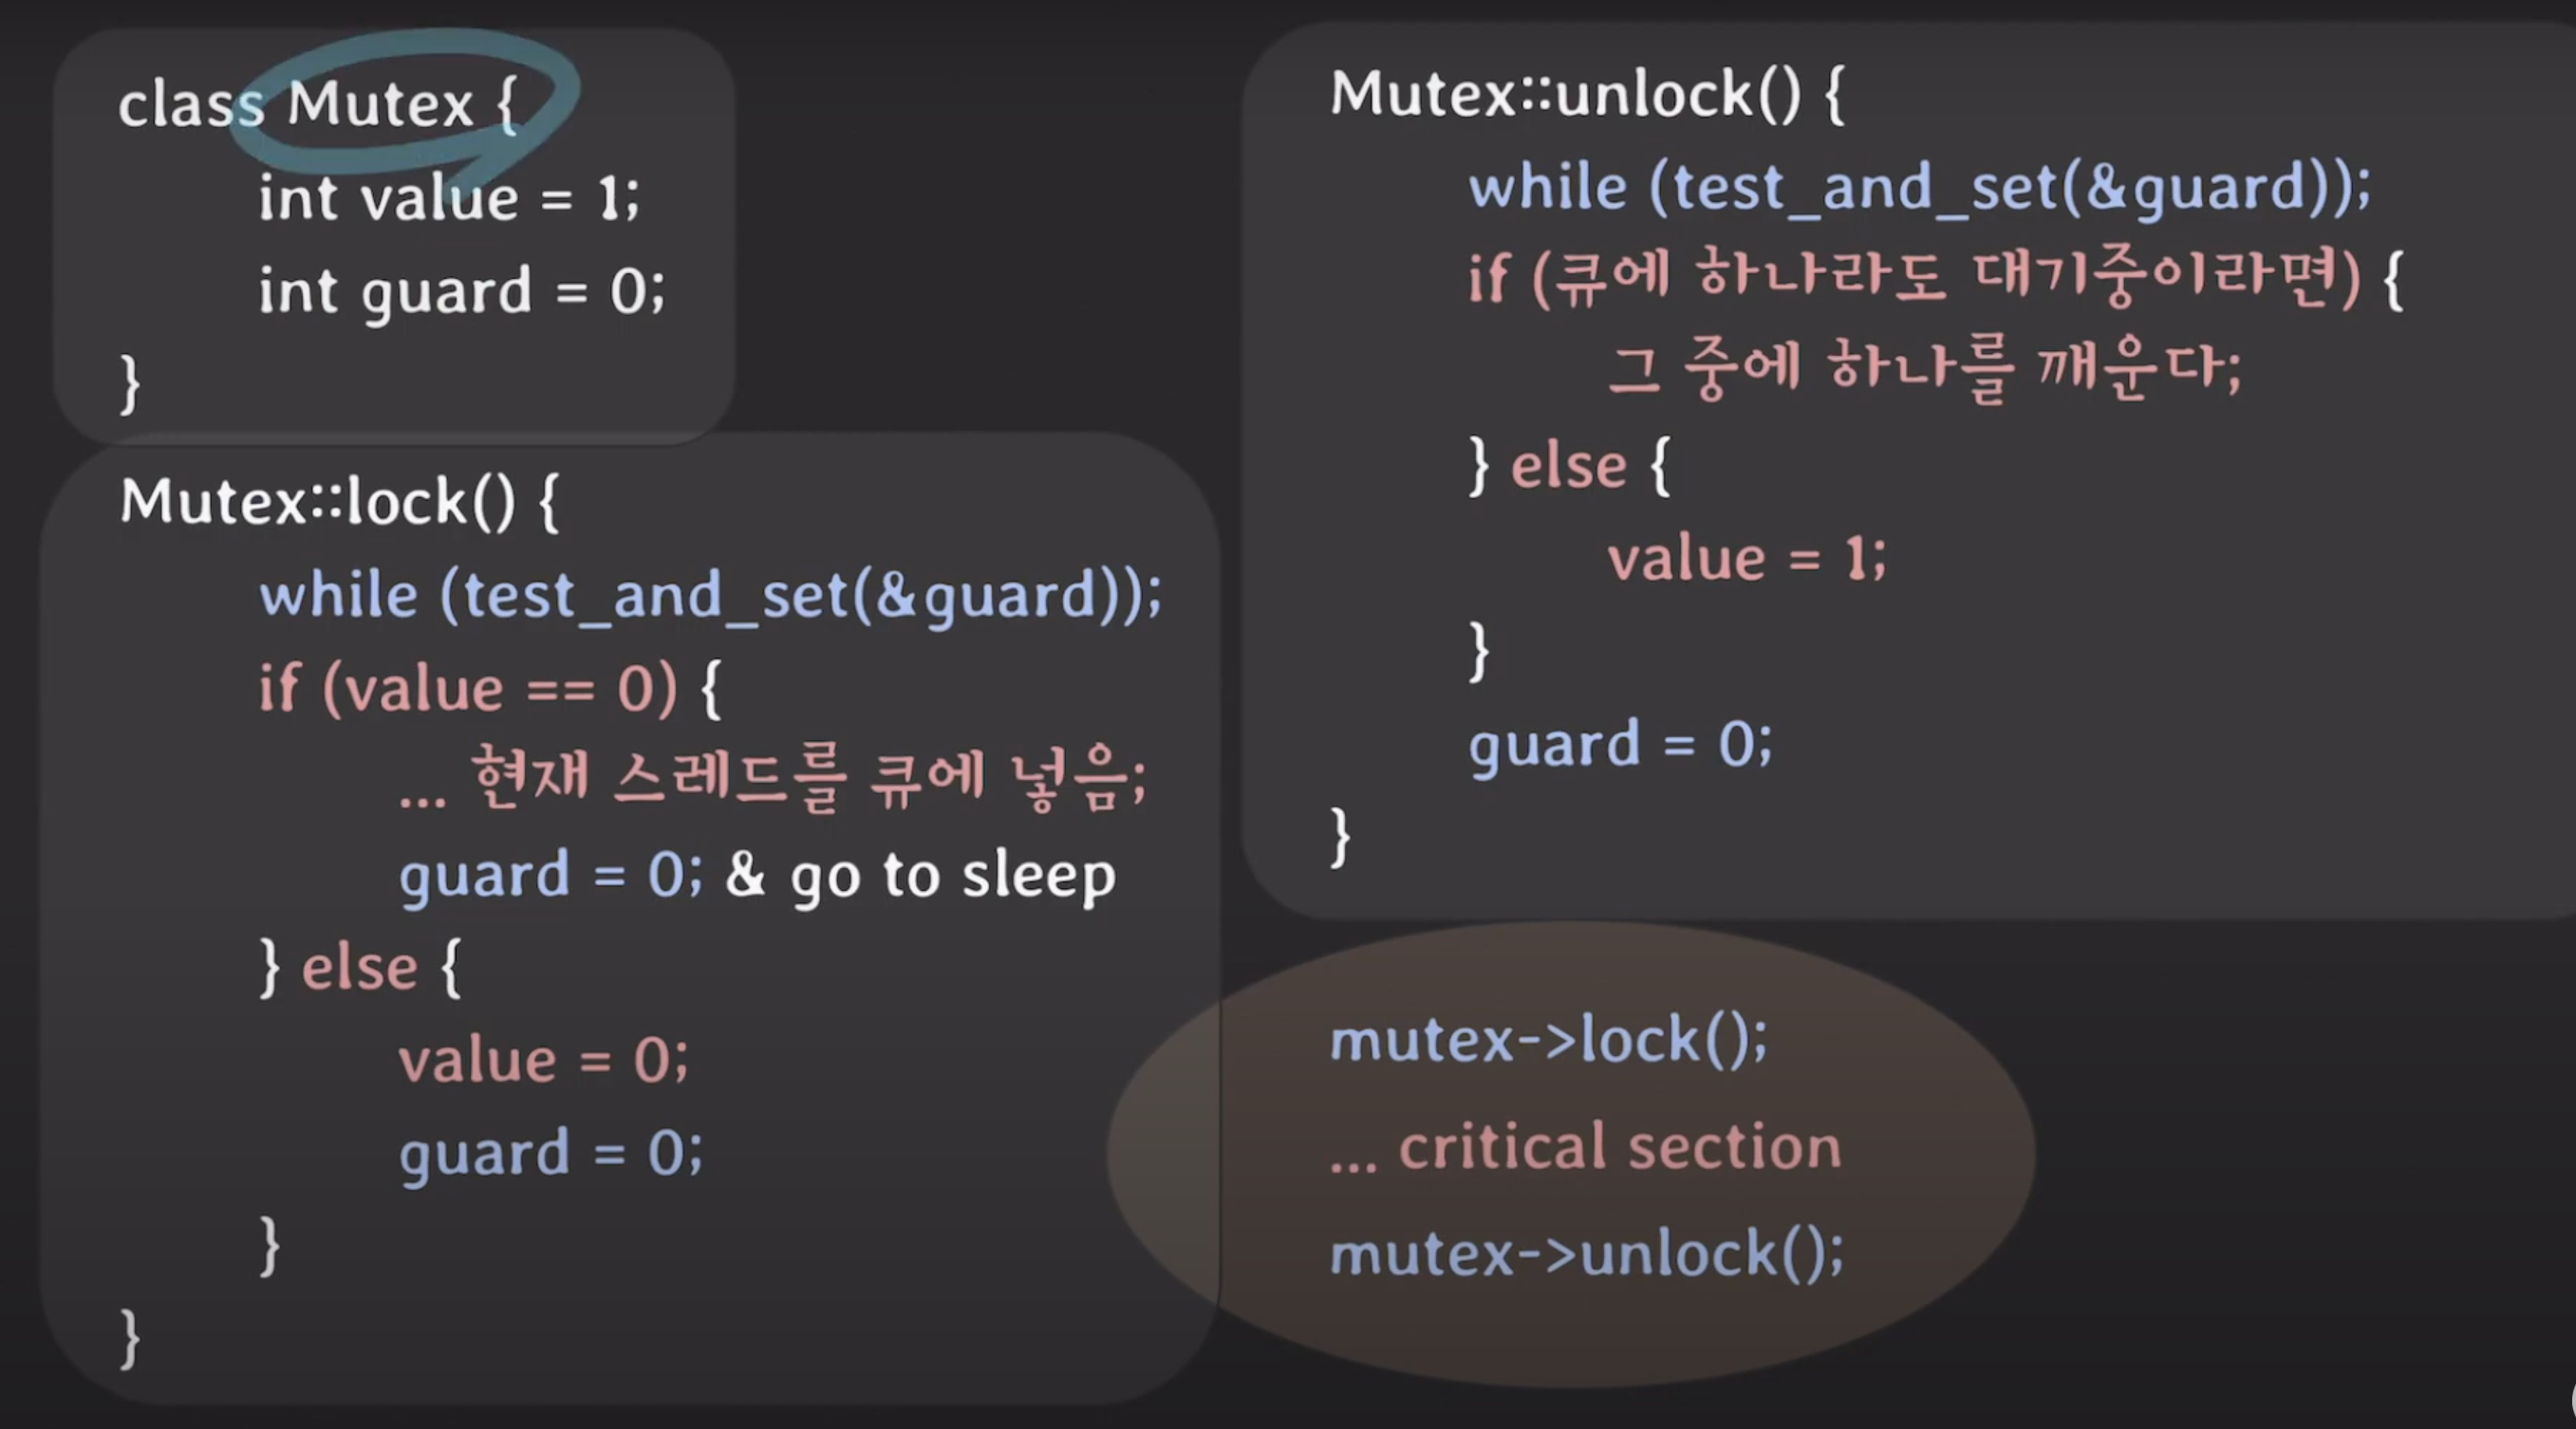 class Mutex {
int value = 1;
int guard = 0;
}
Mutex::lock() {
while (test_and_set(&guard));
if (value == 0) {
... 현재 스레드를 큐에 넣음;
guard = 0; & go to sleep
} else {
value = 0;
guard = 0;
}
}
Mutex::unlock() {
while (test_and_set(&guard));
if (큐에 하나라도 대기중이라면) {
그 중에 하나를 깨운다;
} else {
value = 1;
}
guard = 0;
}
mutex->lock();
... critical section
mutex->unlock();